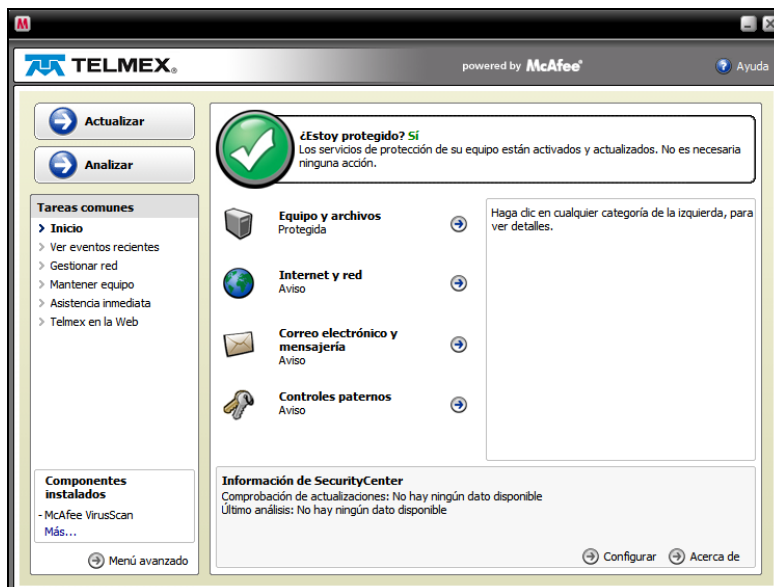 TELMEX®
powered by McAfee®
Ayuda
Actualizar
Analizar
¿Estoy protegido? Sí
Los servicios de protección de su equipo están activados y actualizados. No es necesaria
ninguna acción.
Tareas comunes
Inicio
Ver eventos recientes
Gestionar red
Mantener equipo
Asistencia inmediata
Telmex en la Web
Equipo y archivos
Protegida
Internet y red
Aviso
Correo electrónico y
mensajería
Aviso
Controles paternos
Aviso
Haga clic en cualquier categoría de la izquierda, para
ver detalles.
Componentes
instalados
- McAfee VirusScan
Más...
Menú avanzado
Información de SecurityCenter
Comprobación de actualizaciones: No hay ningún dato disponible
Último análisis: No hay ningún dato disponible
Configurar
Acerca de